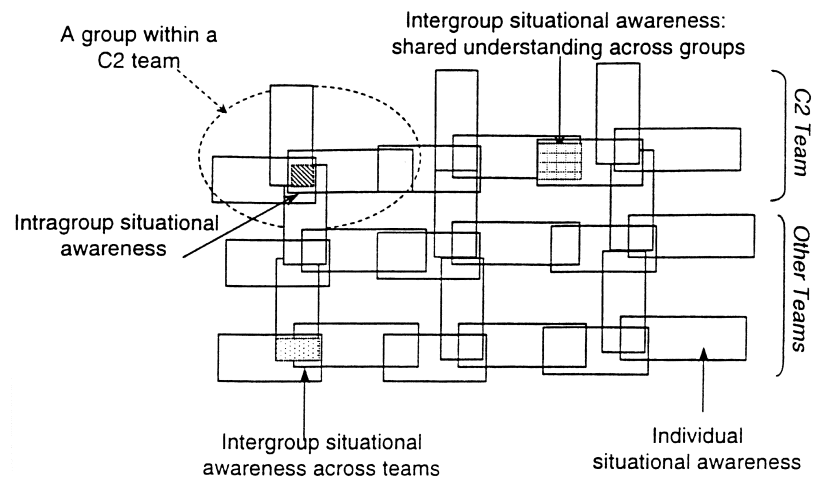 Intergroup situational awareness:
shared understanding across groups
A group within a
C2 team
C2 Team
Intragroup situational
awareness
Other Teams
Intergroup situational
awareness across teams
Individual
situational awareness